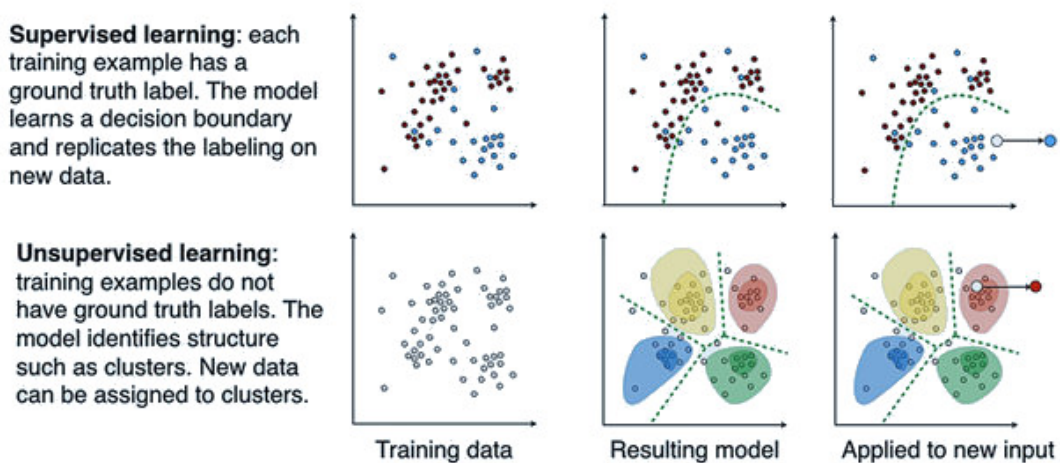 Supervised learning: each
training example has a
ground truth label. The model
learns a decision boundary
and replicates the labeling on
new data.
Unsupervised learning:
training examples do not
have ground truth labels. The
model identifies structure
such as clusters. New data
can be assigned to clusters.
Training data
Resulting model
Applied to new input